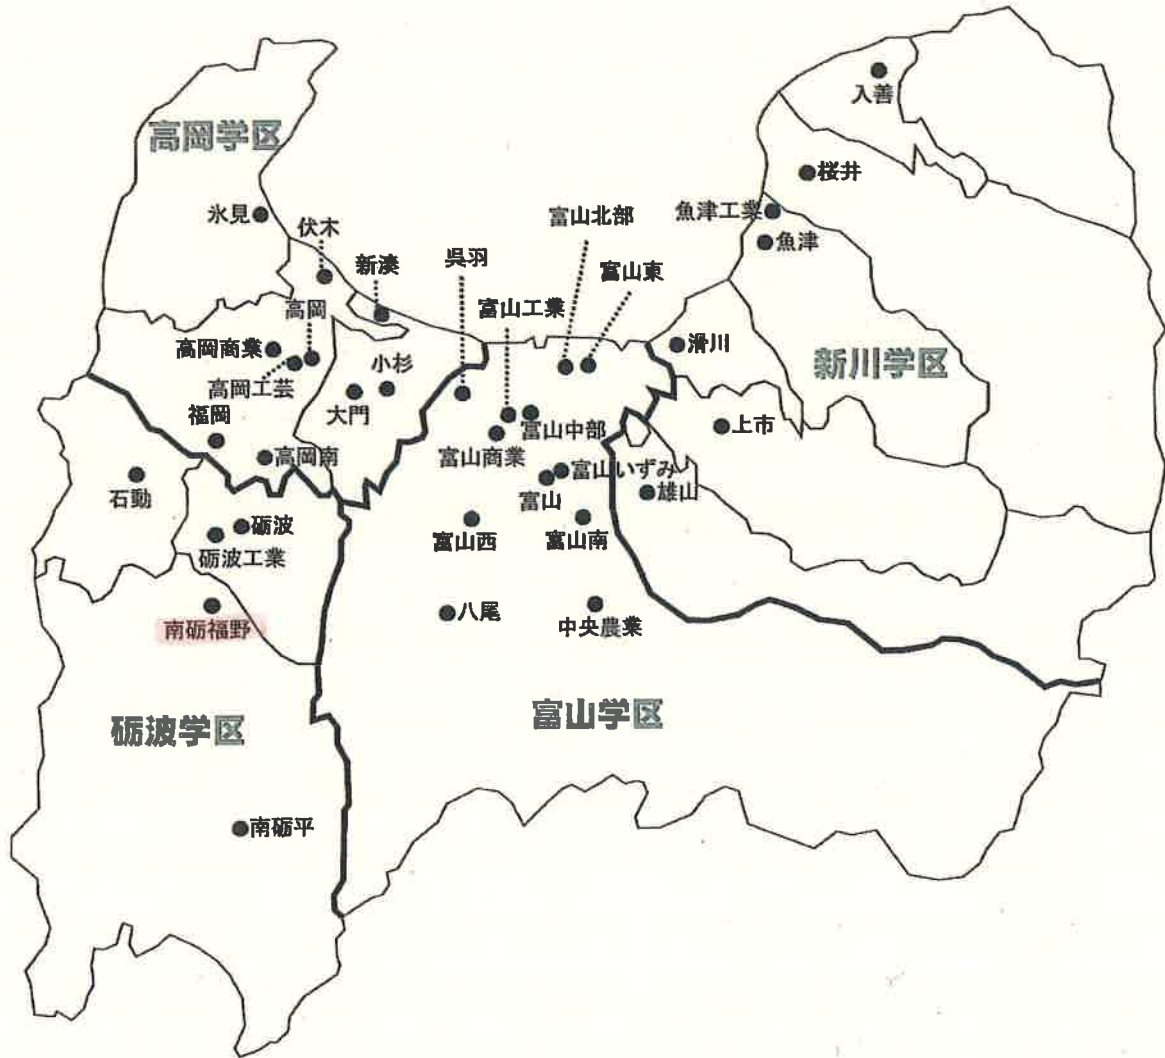 入善
高岡学区
桜井
氷見
伏木
富山北部
魚津工業
魚津
新湊
呉羽
富山東
高岡
富山工業
高岡商業
滑川
新川学区
小杉
高岡工芸
大門
福岡
富山中部
上市
高岡南
富山商業
富山いずみ
石動
富山
雄山
砺波
富山西
富山南
砺波工業
八尾
中央農業
南砺福野
富山学区
砺波学区
南砺平